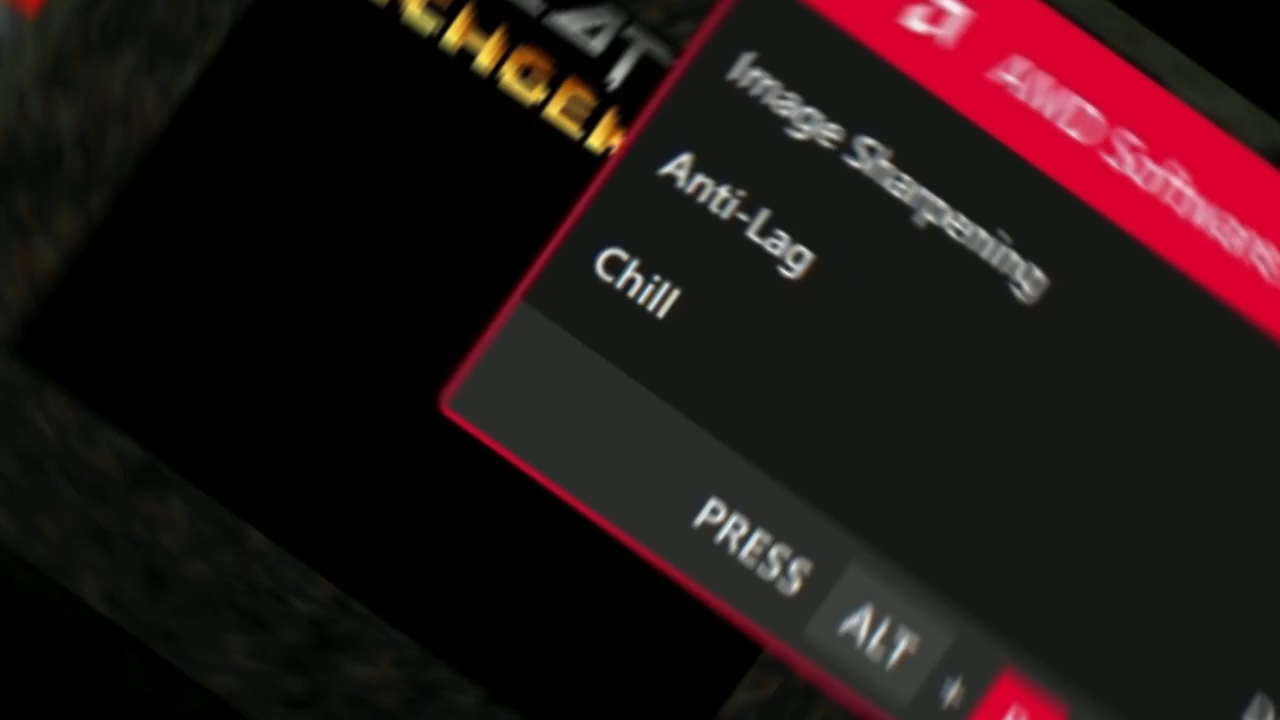 AMD Software
Image Sharpening
Anti-Lag
Chill
PRESS ALT +